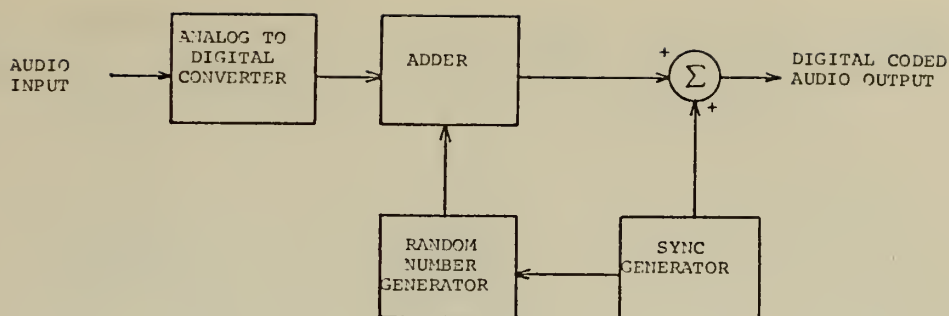 AUDIO
INPUT
ANALOG TO
DIGITAL
CONVERTER
ADDER
+
Σ
+
DIGITAL CODED
AUDIO OUTPUT
RANDOM
NUMBER
GENERATOR
SYNC
GENERATOR